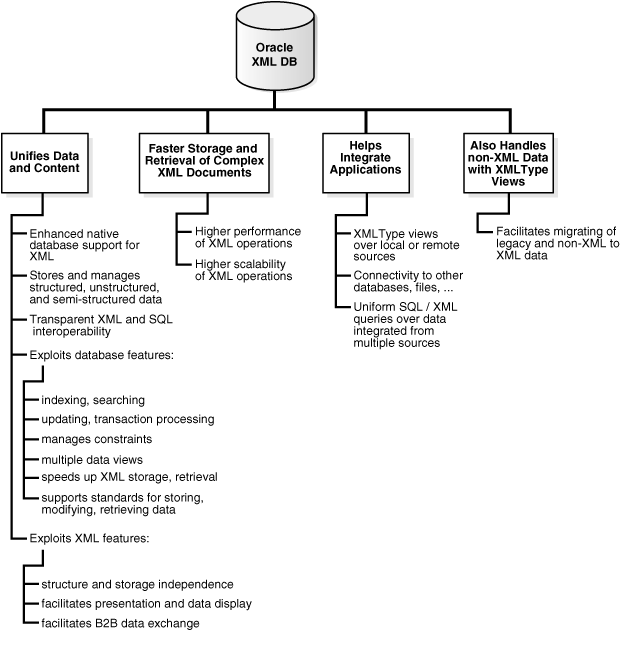 Oracle
XML DB
Unifies Data
and Content
Faster Storage and
Retrieval of Complex
XML Documents
Helps
Integrate
Applications
Also Handles
non-XML Data
with XMLType
Views
Enhanced native
database support for
XML
Stores and manages
structured, unstructured,
and semi-structured data
Transparent XML and SQL
interoperability
Exploits database features:
indexing, searching
updating, transaction processing
manages constraints
multiple data views
speeds up XML storage, retrieval
supports standards for storing,
modifying, retrieving data
Exploits XML features:
structure and storage independence
facilitates presentation and data display
facilitates B2B data exchange
Higher performance
of XML operations
Higher scalability
of XML operations
XMLType views
over local or remote
sources
Connectivity to other
databases, files, ...
Uniform SQL / XML
queries over data
integrated from
multiple sources
Facilitates migrating of
legacy and non-XML to
XML data